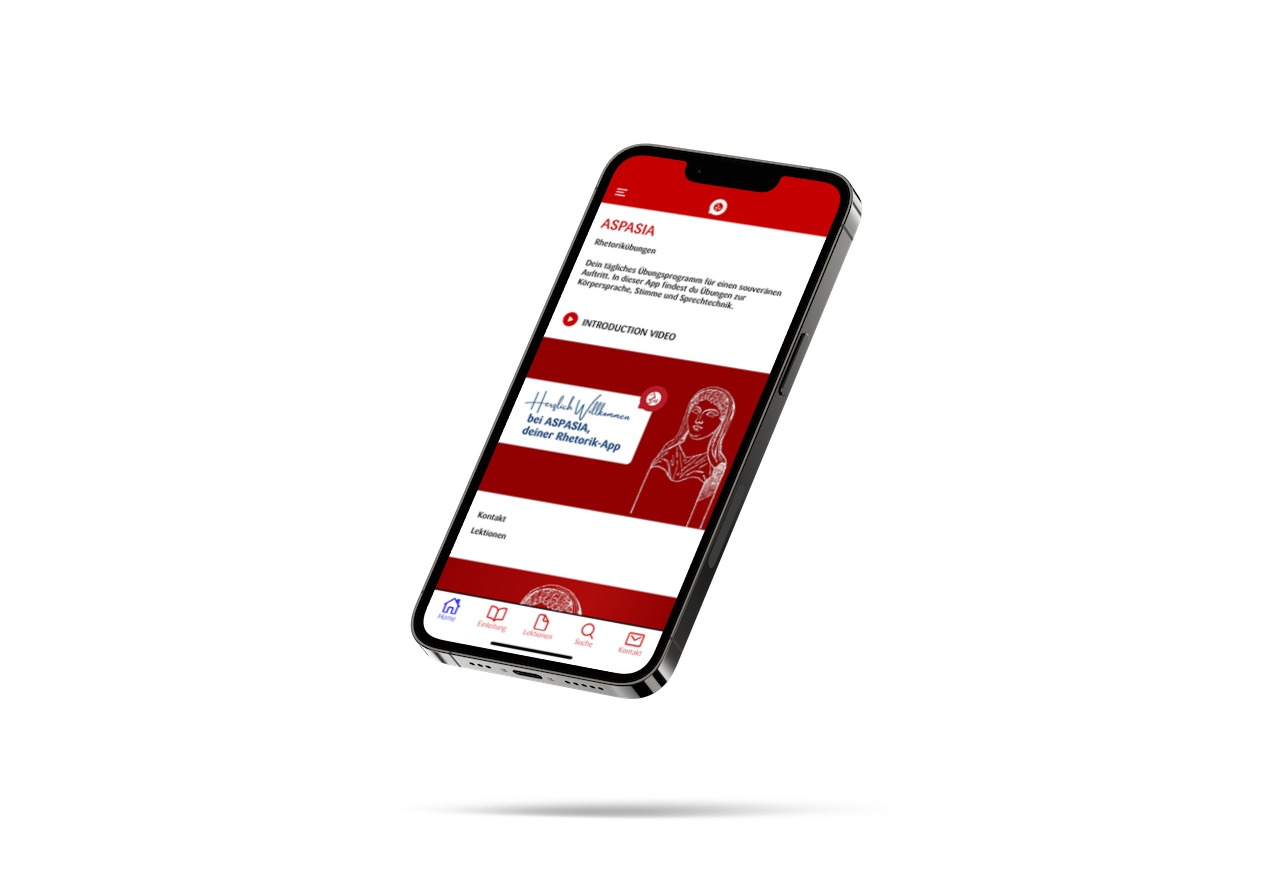 ASPASIA
Rhetorikübungen
Dein tägliches Übungsprogramm für einen souveränen
Auftritt. In dieser App findest du Übungen zur
Körpersprache, Stimme und Sprechtechnik.
INTRODUCTION VIDEO
Herzlich Willkommen
bei ASPASIA,
deiner Rhetorik-App
Kontakt
Lektionen
Home
Einleitung
Lektionen
Suche
Kontakt